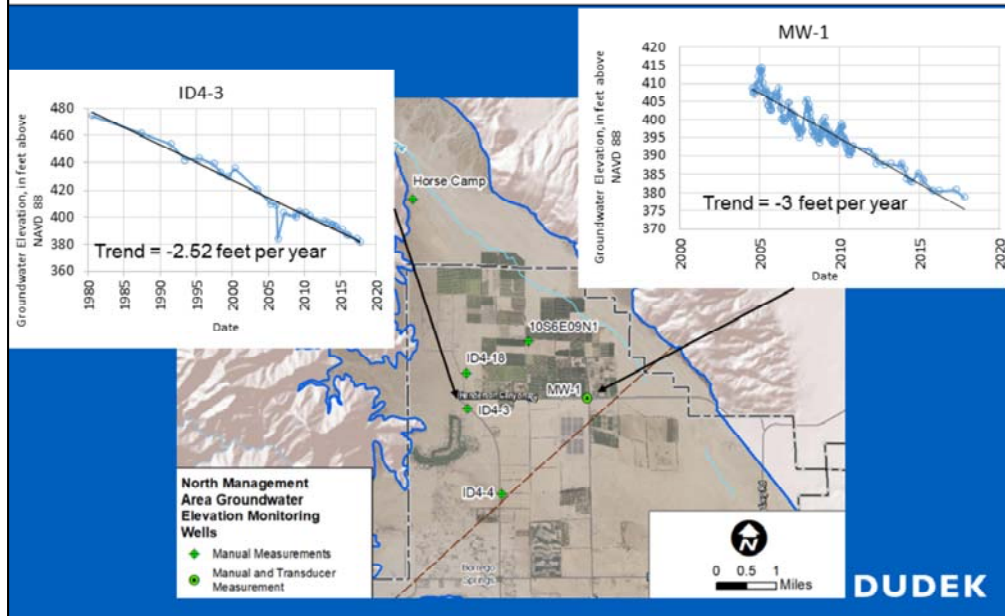 ID4-3
Groundwater Elevation, in feet above
NAVD 88
480
460
440
420
400
380
360
Trend = -2.52 feet per year
1980
1985
1990
1995
2000
2005
2010
2015
2020
Date
MW-1
Groundwater Elevation, in feet above
NAVD 88
420
415
410
405
400
395
390
385
380
375
370
Trend = -3 feet per year
2000
2005
2010
2015
2020
Date
Horse Camp
10S6E09N1
ID4-18
MW-1
ID4-3
ID4-4
Borrego
Springs
North Management
Area Groundwater
Elevation Monitoring
Wells
Manual Measurements
Manual and Transducer
Measurement
N
0 0.5 1
Miles
DUDEK